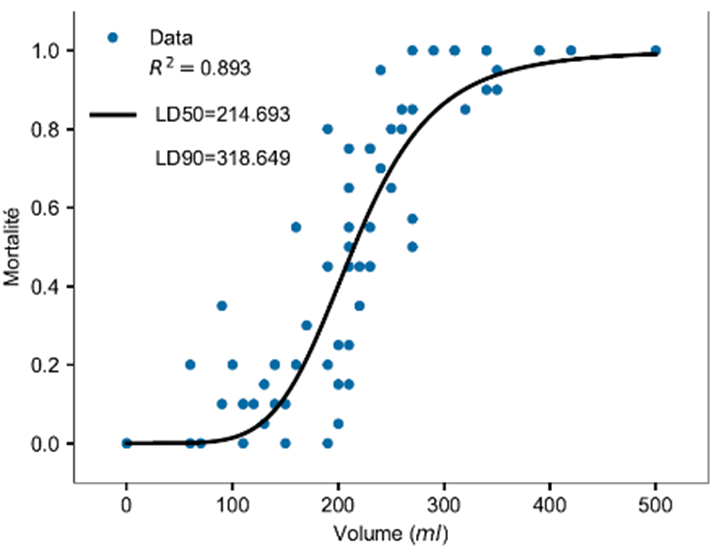 Data
R² = 0.893
LD50=214.693
LD90=318.649
Mortalité
1.0
0.8
0.6
0.4
0.2
0.0
0 100 200 300 400 500
Volume (ml)